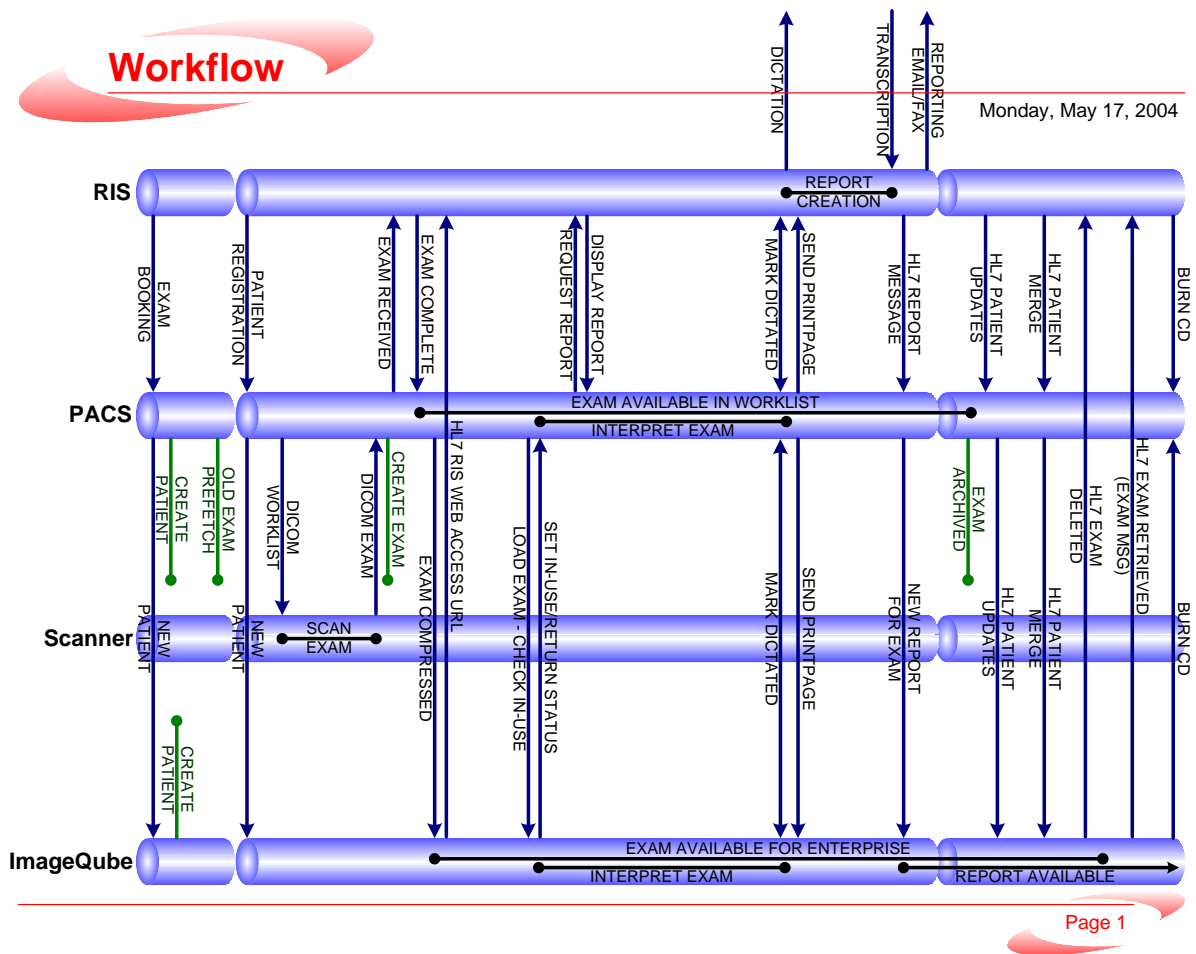 Workflow
Monday, May 17, 2004
DICTATION
TRANSCRIPTION
REPORTING
EMAIL/FAX
RIS
REPORT
CREATION
EXAM
BOOKING
PATIENT
REGISTRATION
EXAM RECEIVED
EXAM COMPLETE
REQUEST REPORT
DISPLAY REPORT
MARK DICTATED
SEND PRINTPAGE
HL7 REPORT
MESSAGE
HL7 PATIENT
UPDATES
HL7 PATIENT
MERGE
BURN CD
PACS
EXAM AVAILABLE IN WORKLIST
INTERPRET EXAM
CREATE
PATIENT
OLD EXAM
PREFETCH
DICOM
WORKLIST
DICOM EXAM
CREATE EXAM
HL7 RIS WEB ACCESS URL
EXAM COMPRESSED
LOAD EXAM - CHECK IN-USE
SET IN-USE/RETURN STATUS
MARK DICTATED
SEND PRINTPAGE
NEW REPORT
FOR EXAM
EXAM
ARCHIVED
HL7 PATIENT
UPDATES
HL7 PATIENT
MERGE
HL7 EXAM
DELETED
HL7 EXAM RETRIEVED
(EXAM MSG)
BURN CD
Scanner
NEW
PATIENT
NEW
PATIENT
SCAN
EXAM
CREATE
PATIENT
ImageQube
EXAM AVAILABLE FOR ENTERPRISE
INTERPRET EXAM
REPORT AVAILABLE
Page 1